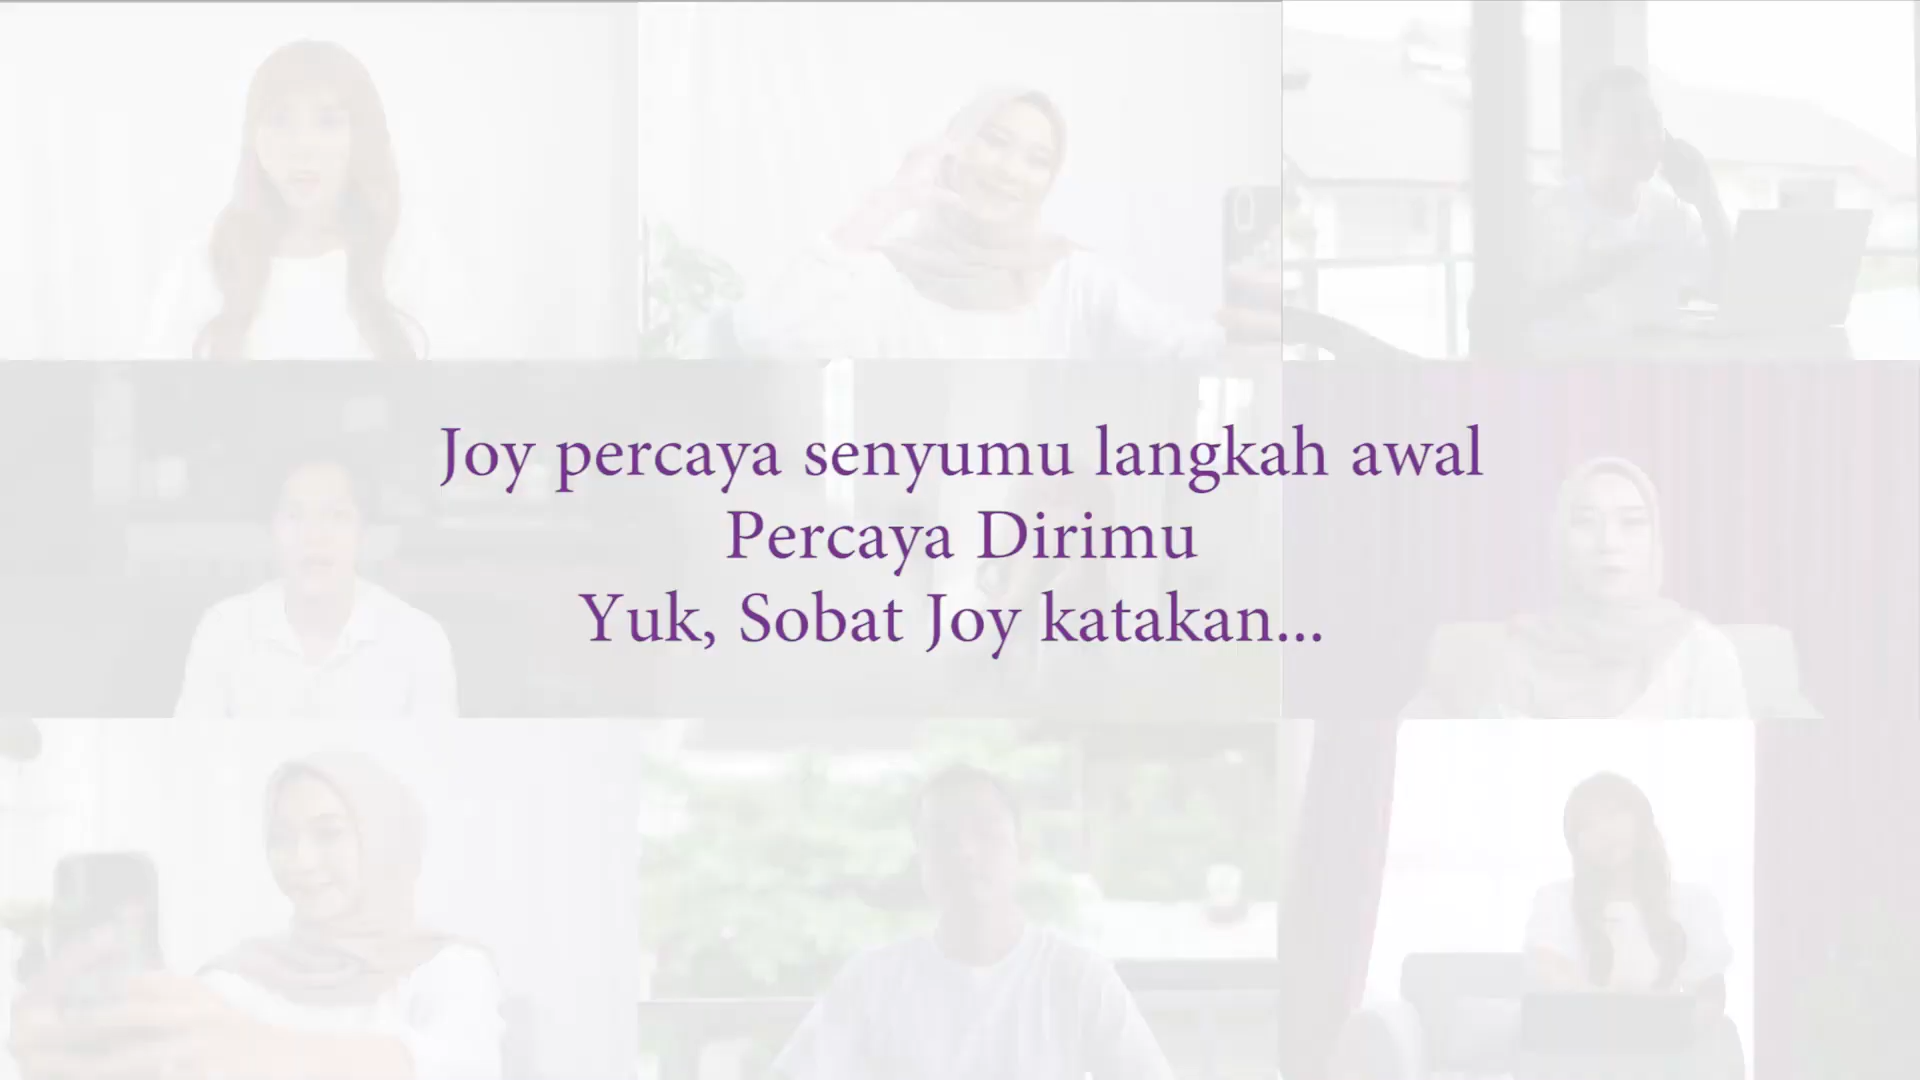 Joy percaya senyumu langkah awal
Percaya Dirimu
Yuk, Sobat Joy katakan...